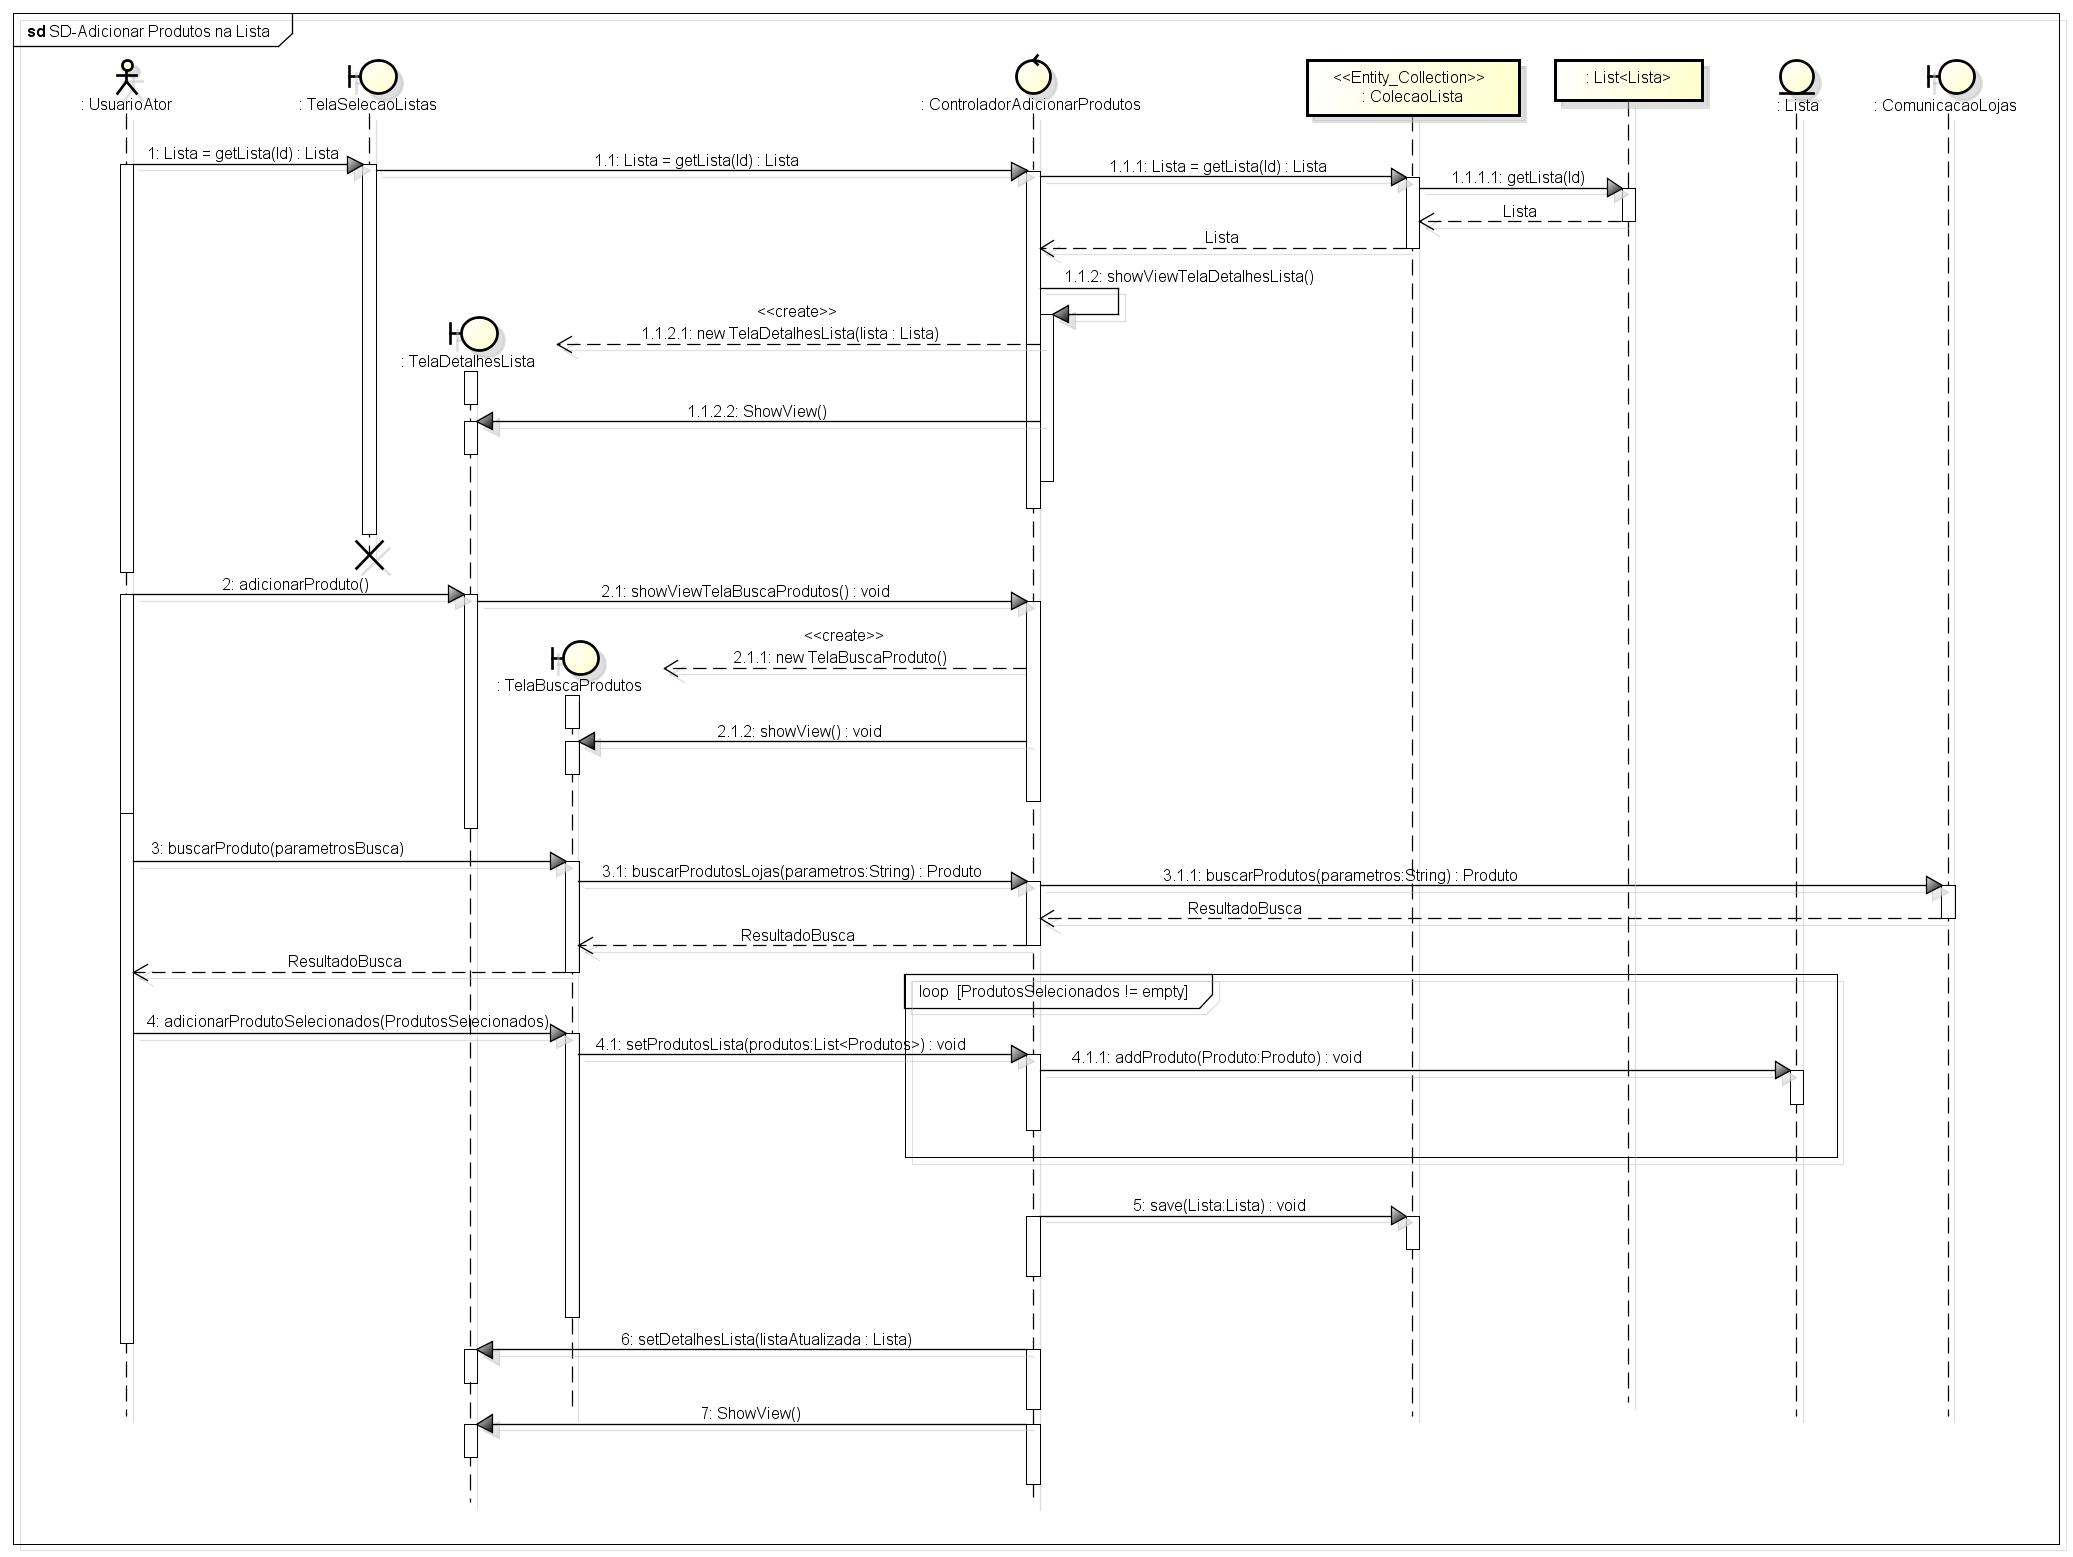 sd SD-Adicionar Produtos na Lista
: UsuarioAtor
: TelaSelecaoListas
: ControladorAdicionarProdutos
<<Entity_Collection>>
: ColecaoLista
: List<Lista>
: Lista
: ComunicacaoLojas
1: Lista = getLista(Id) : Lista
1.1: Lista = getLista(Id) : Lista
1.1.1: Lista = getLista(Id) : Lista
1.1.1.1: getLista(Id)
Lista
Lista
1.1.2: showViewTelaDetalhesLista()
<<create>>
1.1.2.1: new TelaDetalhesLista(lista : Lista)
: TelaDetalhesLista
1.1.2.2: ShowView()
2: adicionarProduto()
2.1: showViewTelaBuscaProdutos() : void
<<create>>
2.1.1: new TelaBuscaProduto()
: TelaBuscaProdutos
2.1.2: showView() : void
3: buscarProduto(parametrosBusca)
3.1: buscarProdutosLojas(parametros:String) : Produto
3.1.1: buscarProdutos(parametros:String) : Produto
ResultadoBusca
ResultadoBusca
ResultadoBusca
loop [ProdutosSelecionados != empty]
4: adicionarProdutoSelecionados(ProdutosSelecionados)
4.1: setProdutosLista(produtos:List<Produtos>) : void
4.1.1: addProduto(Produto:Produto) : void
5: save(Lista:Lista) : void
6: setDetalhesLista(listaAtualizada : Lista)
7: ShowView()